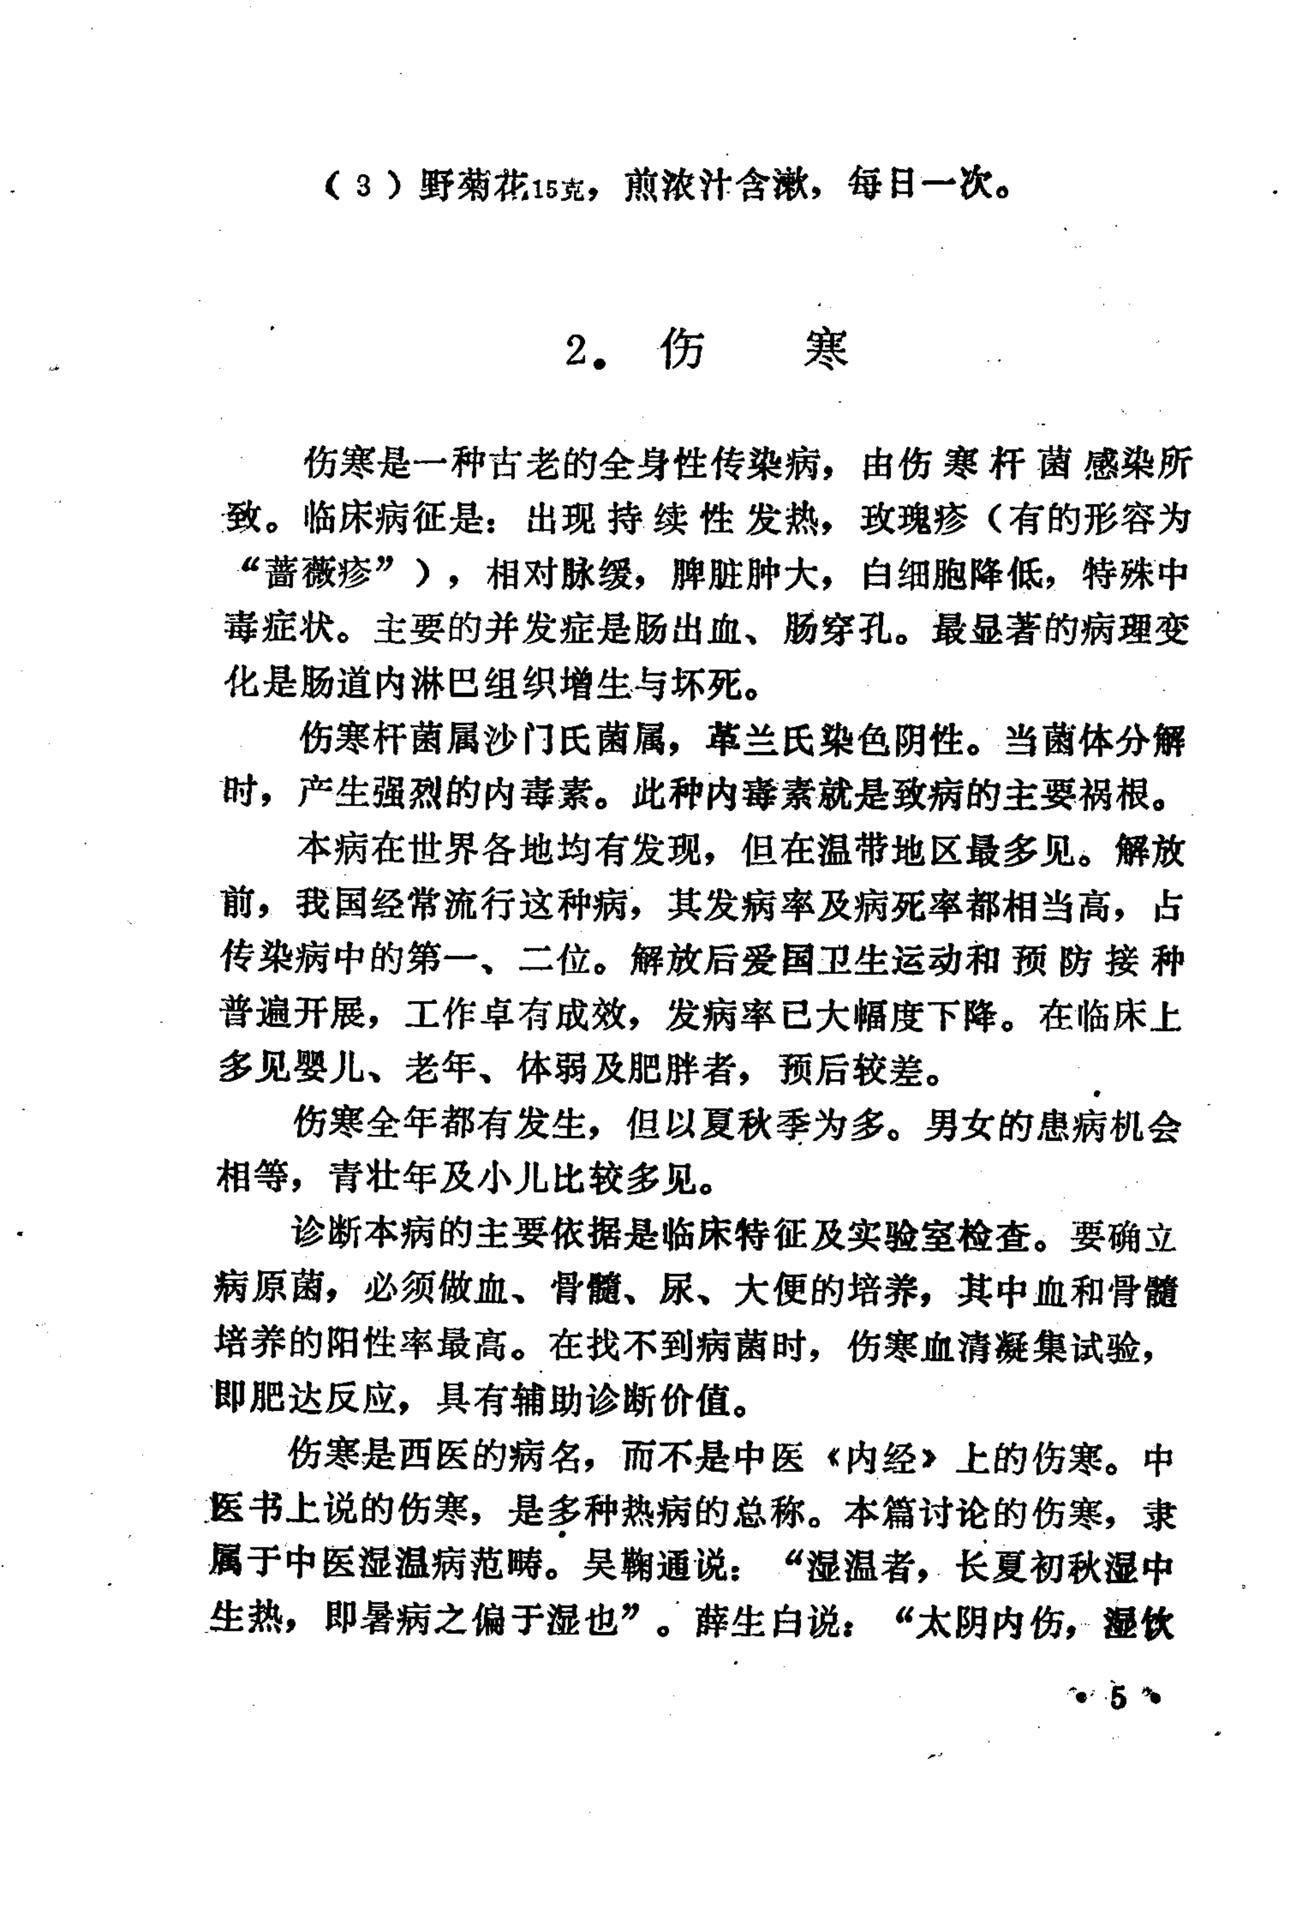 （3）野菊花15克，煎浓汁含漱，每日一次。
2．伤　寒
伤寒是一种古老的全身性传染病，由伤寒杆菌感染所
致。临床病征是：出现持续性发热，玫瑰疹（有的形容为
“蔷薇疹”），相对脉缓，脾脏肿大，白细胞降低，特殊中
毒症状。主要的并发症是肠出血、肠穿孔。最显著的病理变
化是肠道内淋巴组织增生与坏死。
伤寒杆菌属沙门氏菌属，革兰氏染色阴性。当菌体分解
时，产生强烈的内毒素。此种内毒素就是致病的主要祸根。
本病在世界各地均有发现，但在温带地区最多见。解放
前，我国经常流行这种病，其发病率及病死率都相当高，占
传染病中的第一、二位。解放后爱国卫生运动和预防接种
普遍开展，工作卓有成效，发病率已大幅度下降。在临床上
多见婴儿、老年、体弱及肥胖者，预后较差。
伤寒全年都有发生，但以夏秋季为多。男女的患病机会
相等，青壮年及小儿比较多见。
诊断本病的主要依据是临床特征及实验室检查。要确立
病原菌，必须做血、骨髓、尿、大便的培养，其中血和骨髓
培养的阳性率最高。在找不到病菌时，伤寒血清凝集试验，
即肥达反应，具有辅助诊断价值。
伤寒是西医的病名，而不是中医《内经》上的伤寒。中
医书上说的伤寒，是多种热病的总称。本篇讨论的伤寒，隶
属于中医湿温病范畴。吴鞠通说：“湿温者，长夏初秋湿中
生热，即暑病之偏于湿也”。薛生白说：“太阴内伤，湿饮
• 5 •